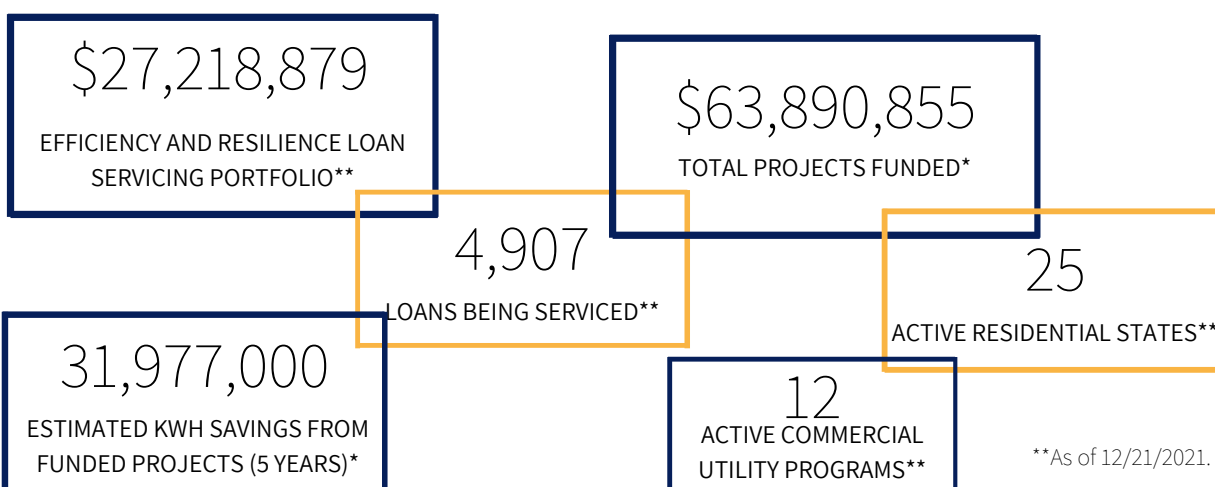 $27,218,879
EFFICIENCY AND RESILIENCE LOAN
SERVICING PORTFOLIO**
$63,890,855
TOTAL PROJECTS FUNDED*
4,907
LOANS BEING SERVICED**
25
ACTIVE RESIDENTIAL STATES**
31,977,000
ESTIMATED KWH SAVINGS FROM
FUNDED PROJECTS (5 YEARS)*
12
ACTIVE COMMERCIAL
UTILITY PROGRAMS**
**As of 12/21/2021.